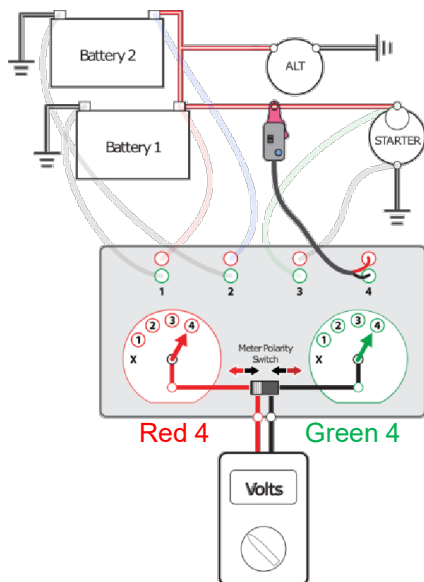 Battery 2
ALT
Battery 1
STARTER
1 2 3 4
1 2 3 4 X
Meter Polarity
Switch
1 2 3 4 X
Red 4 Green 4
Volts